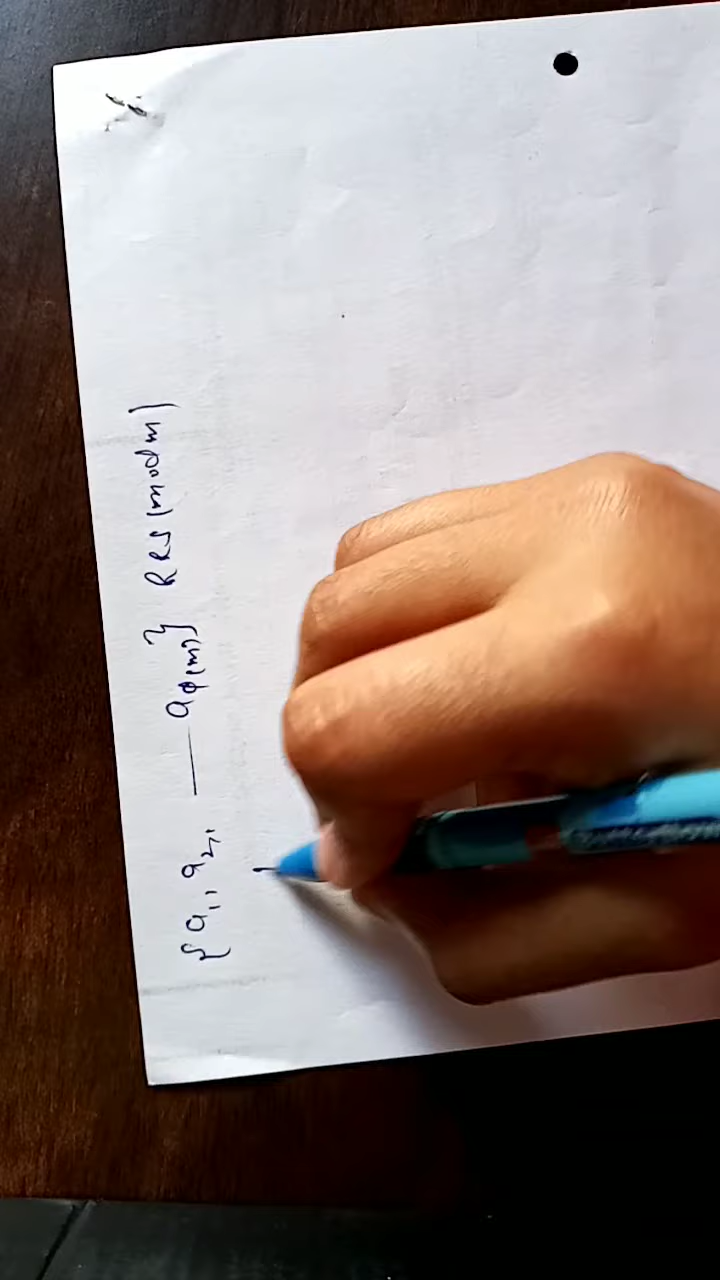 {a₁, a₂, — a_φ(m)} RRS (mod m)